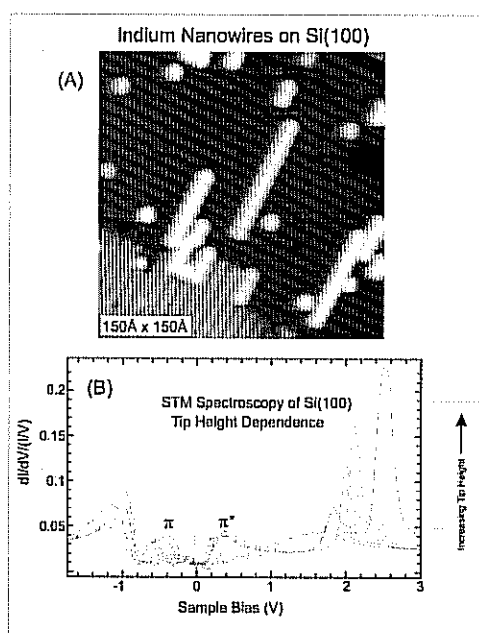 Indium Nanowires on Si(100)
(A)
150Å x 150Å
(B)
STM Spectroscopy of Si(100)
Tip Height Dependence
dI/dV/(I/V)
0.2
0.15
0.1
0.05
π
π*
-1
0
1
2
3
Sample Bias (V)
Increasing Tip Height